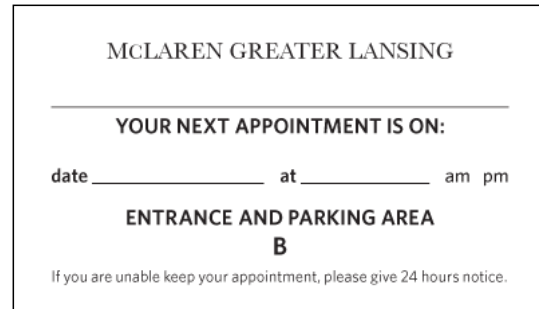 McLAREN GREATER LANSING
YOUR NEXT APPOINTMENT IS ON:
date at am pm
ENTRANCE AND PARKING AREA
B
If you are unable keep your appointment, please give 24 hours notice.